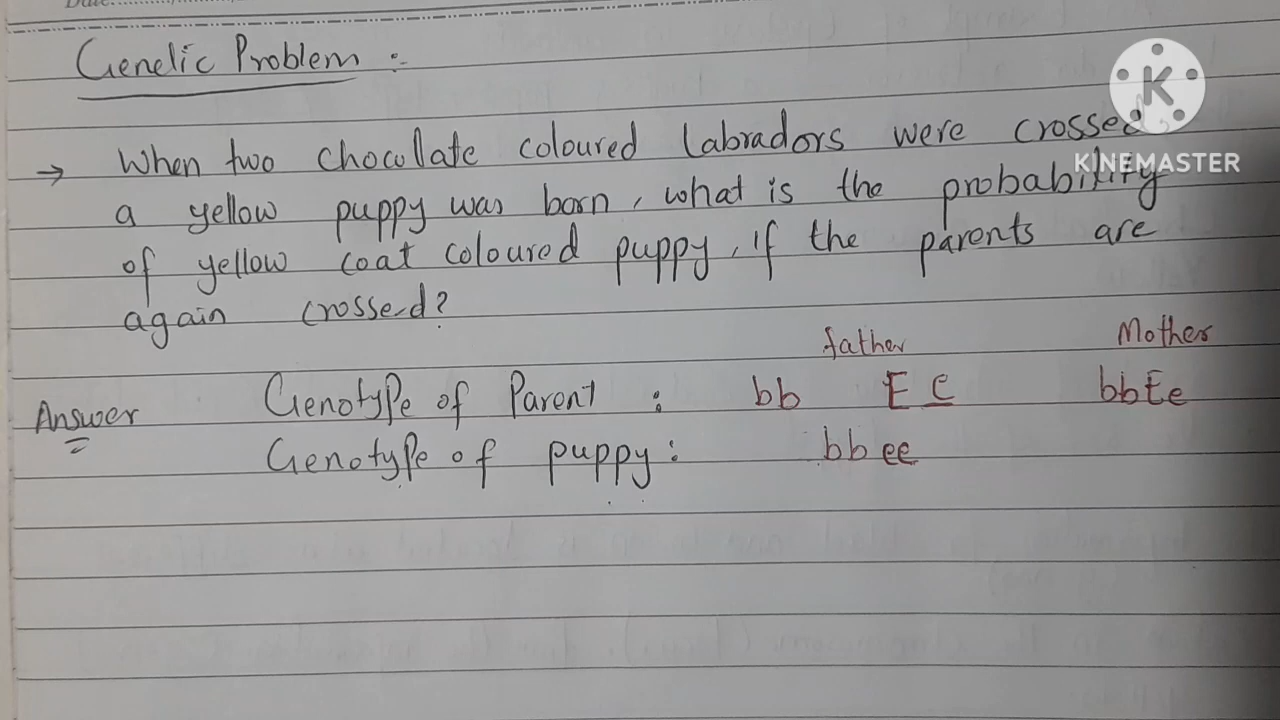 Date
Genetic Problem :-
K
→ When two chocolate coloured Labradors were crossed,
KINEMASTER
a yellow puppy was born, what is the probability
of yellow coat coloured puppy, if the parents are
again crossed?
father Mother
Answer Genotype of Parent : bb E e bbEe
Genotype of puppy: bb ee